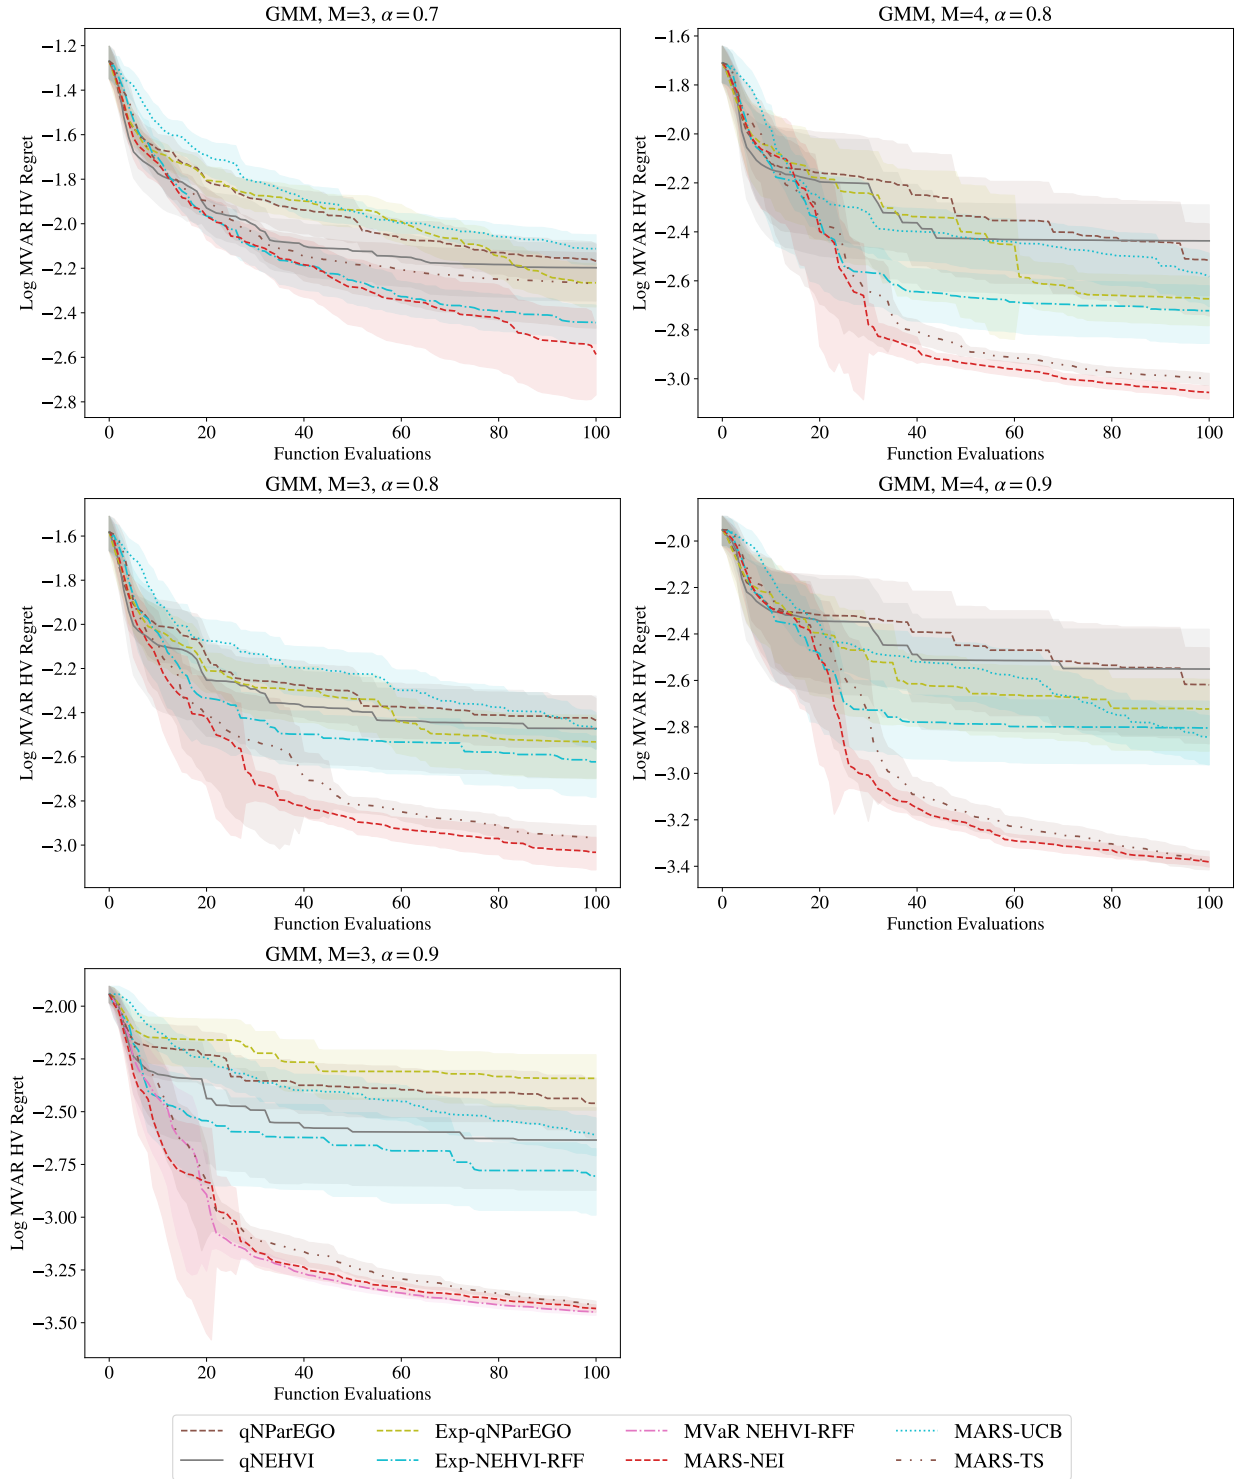 GMM, M=3, α=0.7
Log MVAR HV Regret
−1.2
−1.4
−1.6
−1.8
−2.0
−2.2
−2.4
−2.6
−2.8
0 20 40 60 80 100
Function Evaluations
GMM, M=4, α=0.8
Log MVAR HV Regret
−1.6
−1.8
−2.0
−2.2
−2.4
−2.6
−2.8
−3.0
0 20 40 60 80 100
Function Evaluations
GMM, M=3, α=0.8
Log MVAR HV Regret
−1.6
−1.8
−2.0
−2.2
−2.4
−2.6
−2.8
−3.0
0 20 40 60 80 100
Function Evaluations
GMM, M=4, α=0.9
Log MVAR HV Regret
−2.0
−2.2
−2.4
−2.6
−2.8
−3.0
−3.2
−3.4
0 20 40 60 80 100
Function Evaluations
GMM, M=3, α=0.9
Log MVAR HV Regret
−2.00
−2.25
−2.50
−2.75
−3.00
−3.25
−3.50
0 20 40 60 80 100
Function Evaluations
qNParEGO Exp-qNParEGO MVaR NEHVI-RFF MARS-UCB
qNEHVI Exp-NEHVI-RFF MARS-NEI MARS-TS